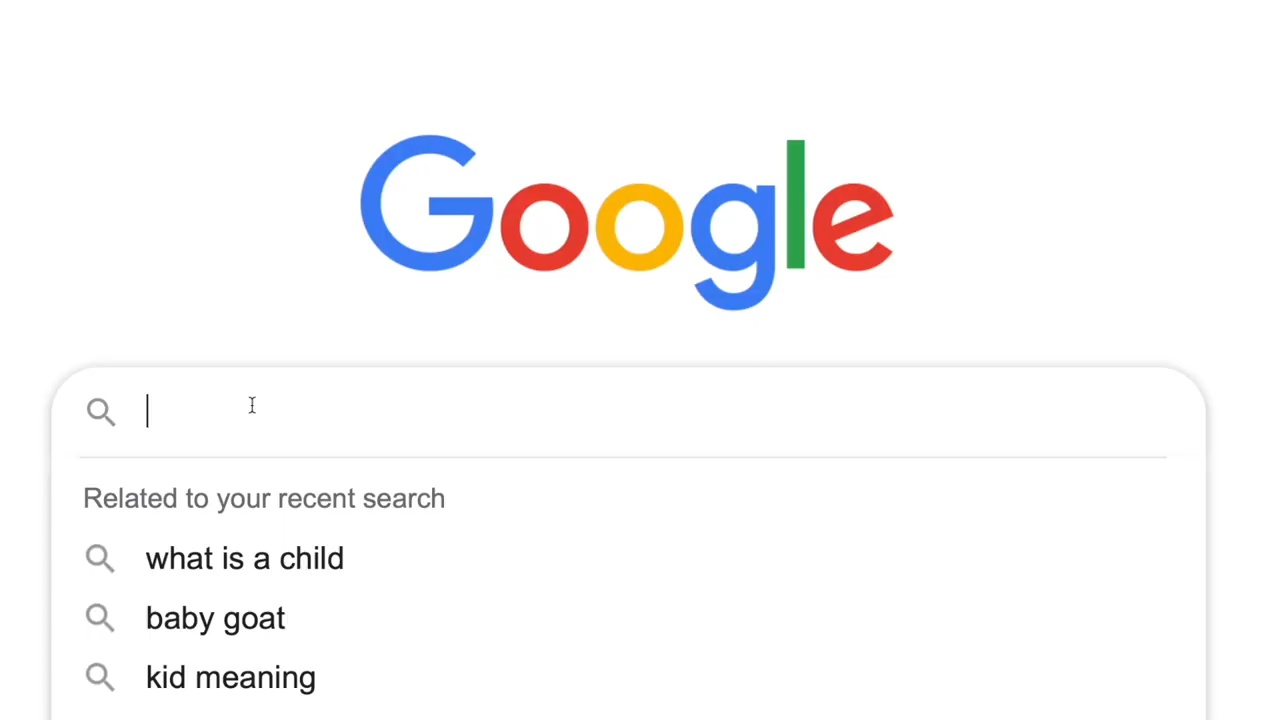 Google
Related to your recent search
what is a child
baby goat
kid meaning